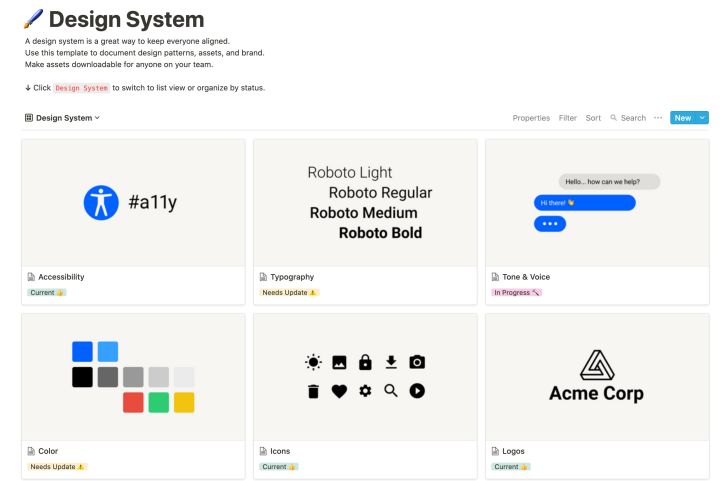 Design System
A design system is a great way to keep everyone aligned.
Use this template to document design patterns, assets, and brand.
Make assets downloadable for anyone on your team.
↓ Click Design System to switch to list view or organize by status.
Design System
Properties Filter Sort Search ··· New
#a11y
Roboto Light
Roboto Regular
Roboto Medium
Roboto Bold
Hello... how can we help?
Hi there! 👋
Accessibility
Current 👍
Typography
Needs Update ⚠️
Tone & Voice
In Progress 🔨
Acme Corp
Color
Needs Update ⚠️
Icons
Current 👍
Logos
Current 👍